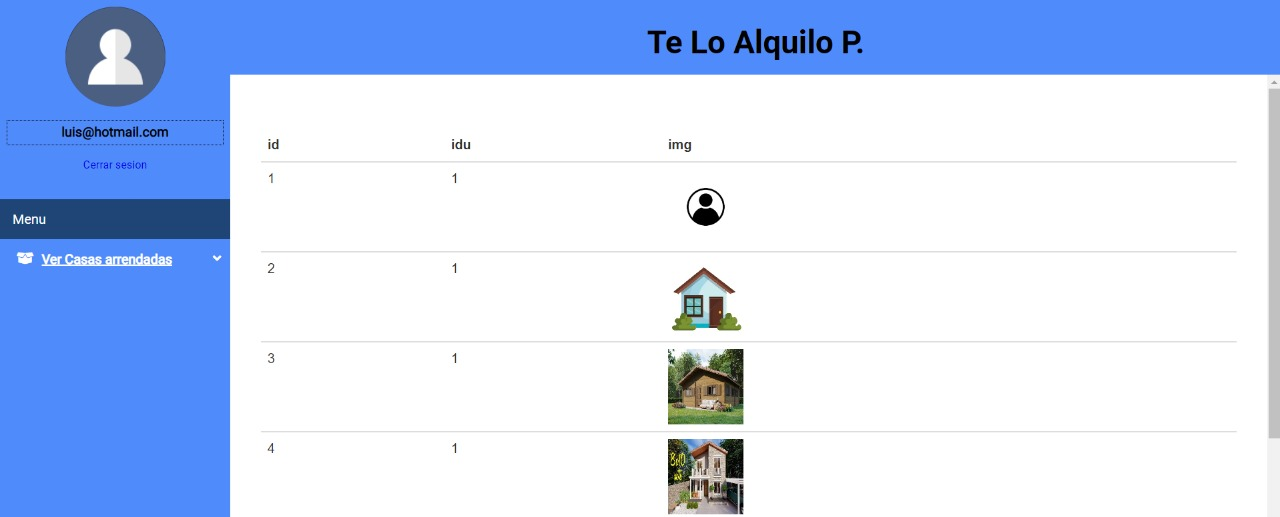 Te Lo Alquilo P.
luis@hotmail.com
Cerrar sesion
Menu
Ver Casas arrendadas
id idu img
1 1
2 1
3 1
4 1